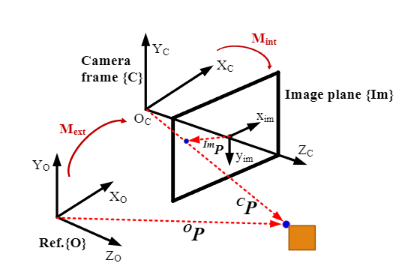 Y_C
M_int
Camera
frame {C}
X_C
Image plane {Im}
O_C
x_im
M_ext
^Im P
y_im
Z_C
Y_O
X_O
^C P
^O P
Ref.{O}
Z_O